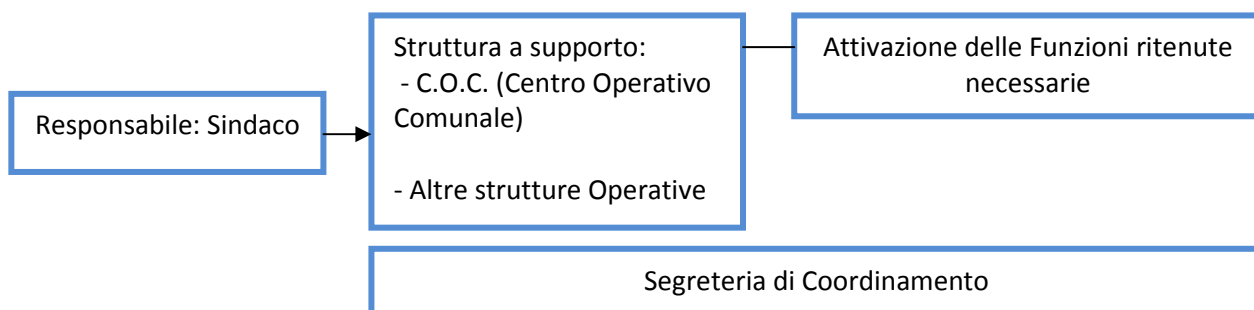 Responsabile: Sindaco
Struttura a supporto:
- C.O.C. (Centro Operativo
Comunale)
- Altre strutture Operative
Attivazione delle Funzioni ritenute
necessarie
Segreteria di Coordinamento